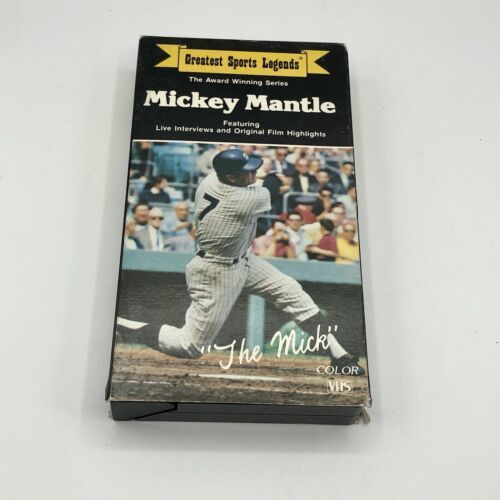 Greatest Sports Legends™
The Award Winning Series
Mickey Mantle
Featuring
Live Interviews and Original Film Highlights
7
"The Mick"
COLOR
VHS